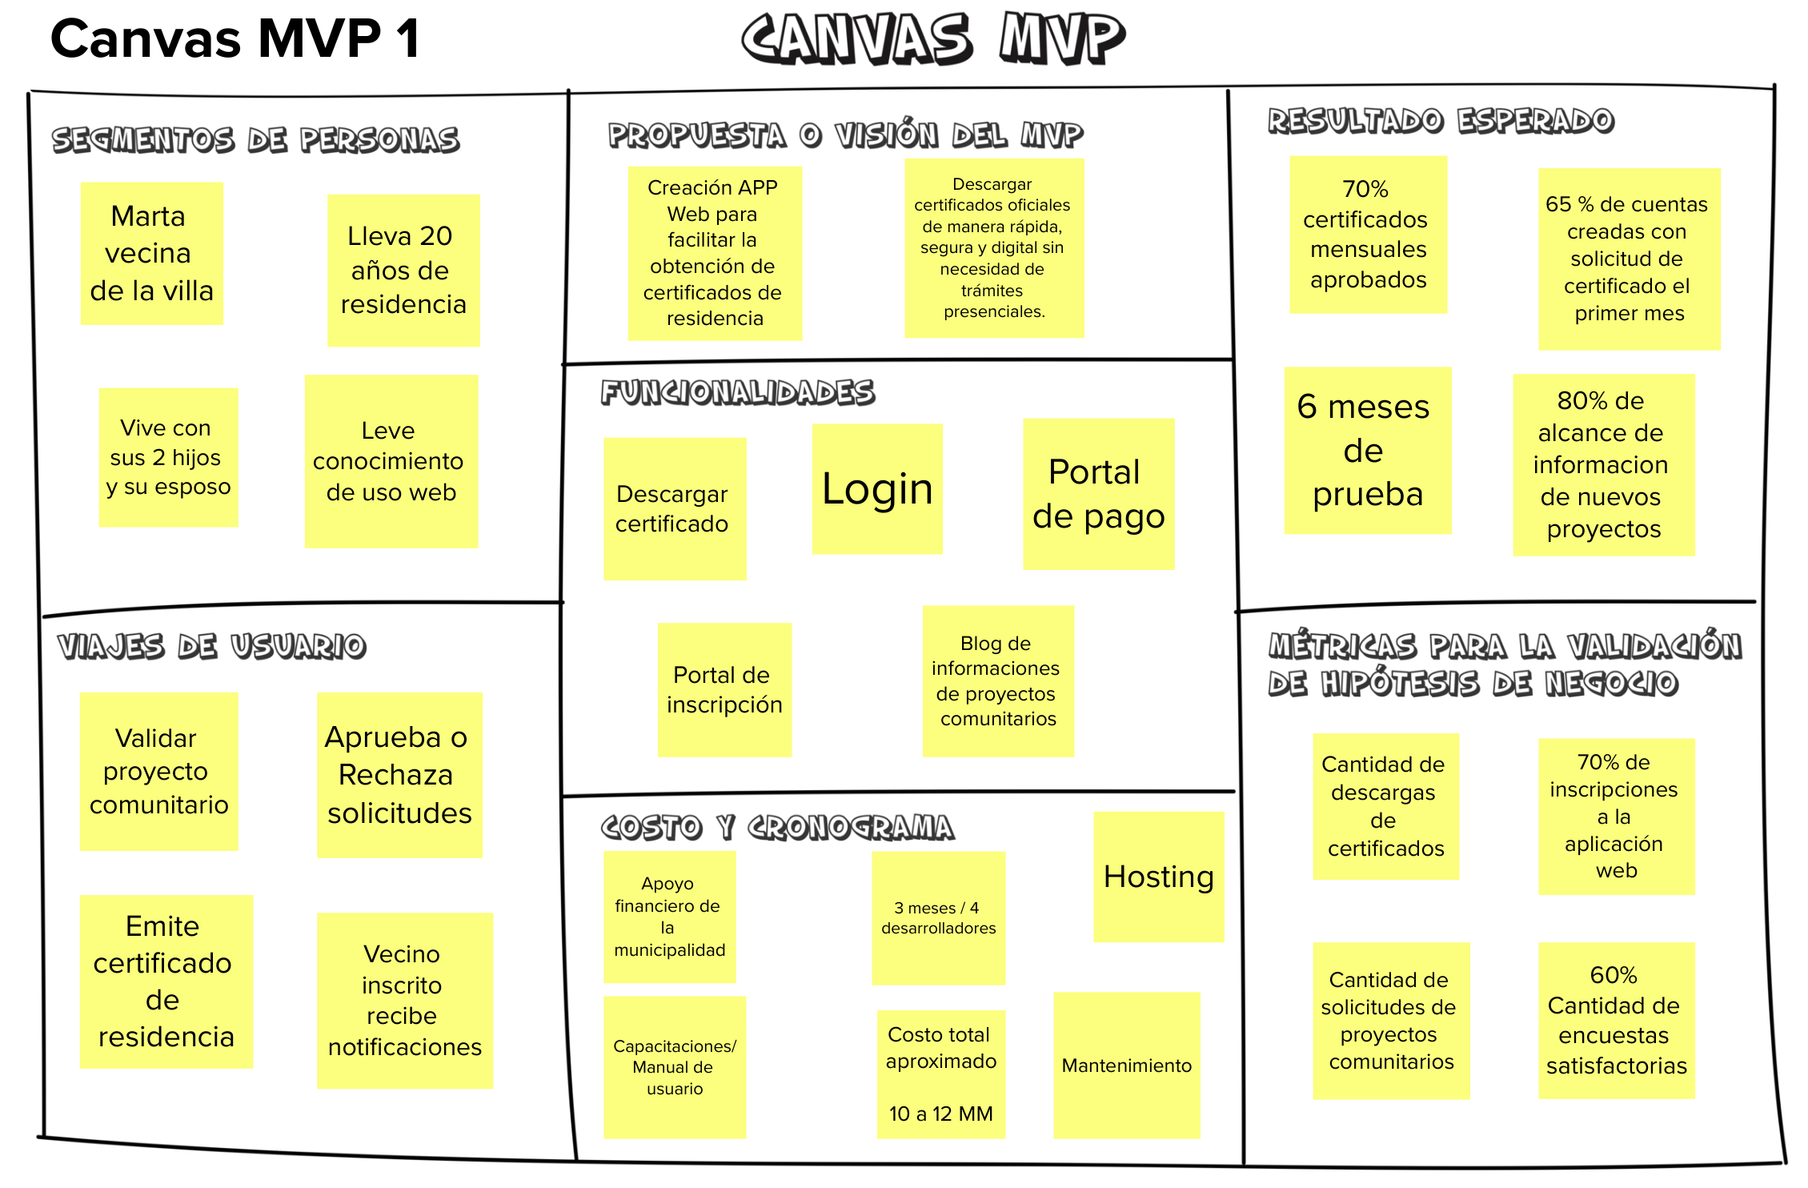 Canvas MVP 1
CANVAS MVP
SEGMENTOS DE PERSONAS
Marta
vecina
de la villa
Lleva 20
años de
residencia
Vive con
sus 2 hijos
y su esposo
Leve
conocimiento
de uso web
PROPUESTA O VISIÓN DEL MVP
Creación APP
Web para
facilitar la
obtención de
certificados de
residencia
Descargar
certificados oficiales
de manera rápida,
segura y digital sin
necesidad de
trámites
presenciales.
RESULTADO ESPERADO
70%
certificados
mensuales
aprobados
65 % de cuentas
creadas con
solicitud de
certificado el
primer mes
6 meses
de
prueba
80% de
alcance de
informacion
de nuevos
proyectos
FUNCIONALIDADES
Descargar
certificado
Login
Portal
de pago
Portal de
inscripción
Blog de
informaciones
de proyectos
comunitarios
VIAJES DE USUARIO
Validar
proyecto
comunitario
Aprueba o
Rechaza
solicitudes
Emite
certificado
de
residencia
Vecino
inscrito
recibe
notificaciones
COSTO Y CRONOGRAMA
Apoyo
financiero de
la
municipalidad
3 meses / 4
desarrolladores
Hosting
Capacitaciones/
Manual de
usuario
Costo total
aproximado
10 a 12 MM
Mantenimiento
MÉTRICAS PARA LA VALIDACIÓN
DE HIPÓTESIS DE NEGOCIO
Cantidad de
descargas
de
certificados
70% de
inscripciones
a la
aplicación
web
Cantidad de
solicitudes de
proyectos
comunitarios
60%
Cantidad de
encuestas
satisfactorias